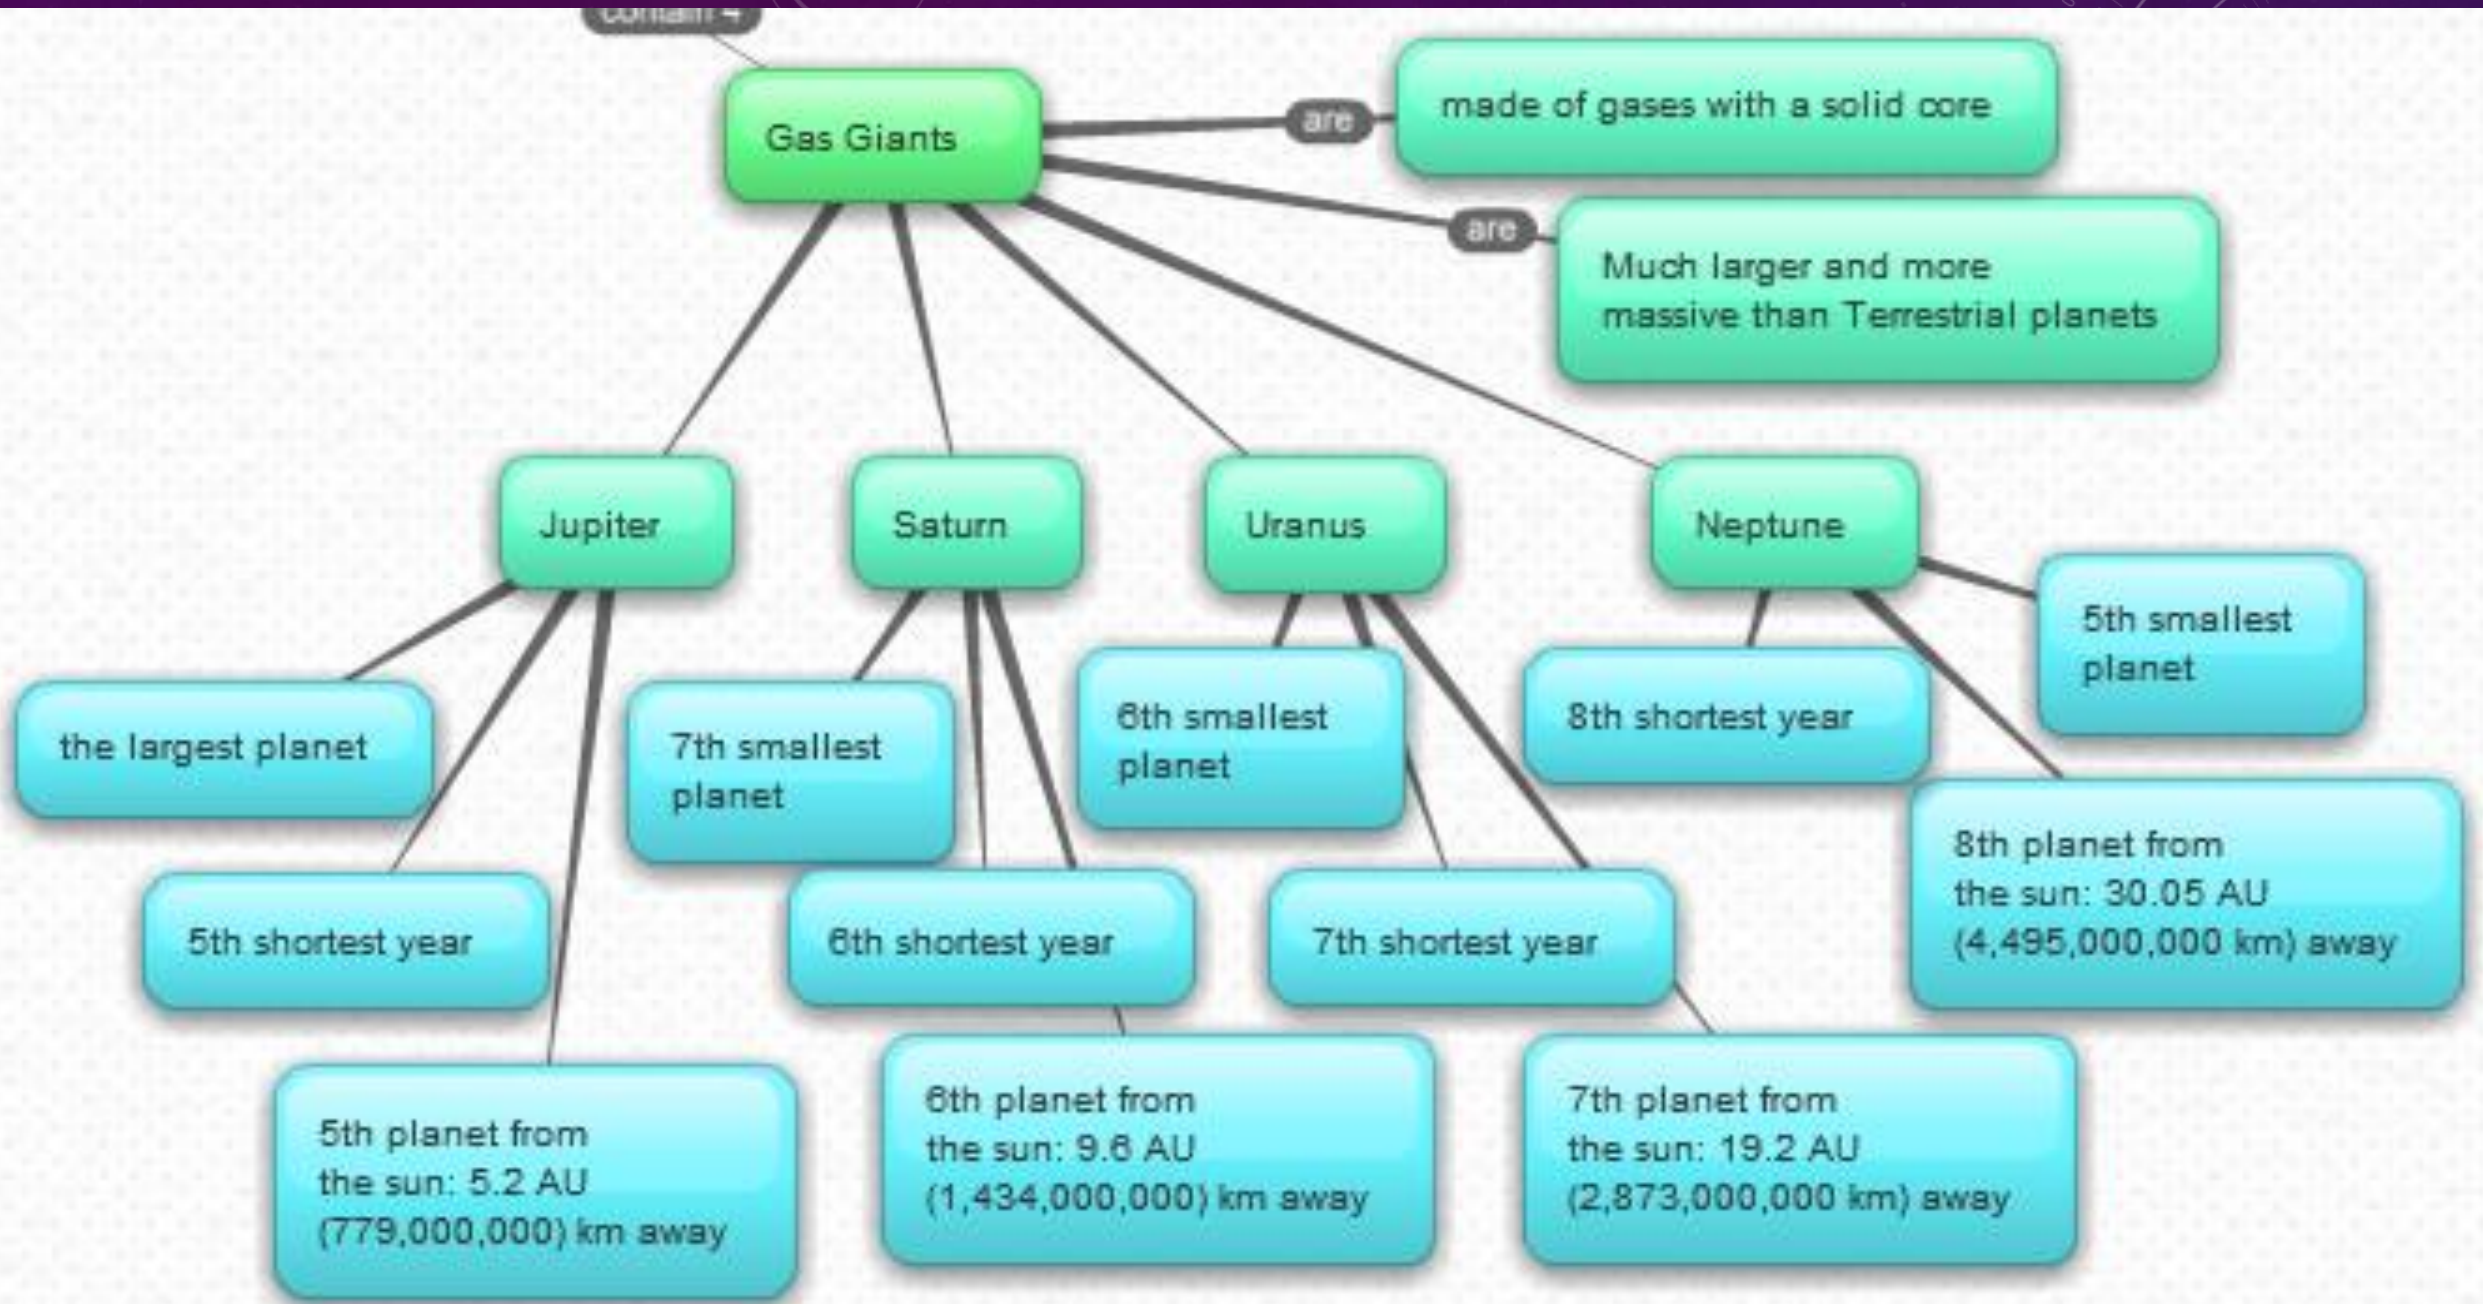 contain 4
Gas Giants
are
made of gases with a solid core
are
Much larger and more
massive than Terrestrial planets
Jupiter
Saturn
Uranus
Neptune
the largest planet
5th shortest year
5th planet from
the sun: 5.2 AU
(779,000,000) km away
7th smallest
planet
6th shortest year
6th planet from
the sun: 9.6 AU
(1,434,000,000) km away
6th smallest
planet
7th shortest year
7th planet from
the sun: 19.2 AU
(2,873,000,000 km) away
8th shortest year
5th smallest
planet
8th planet from
the sun: 30.05 AU
(4,495,000,000 km) away